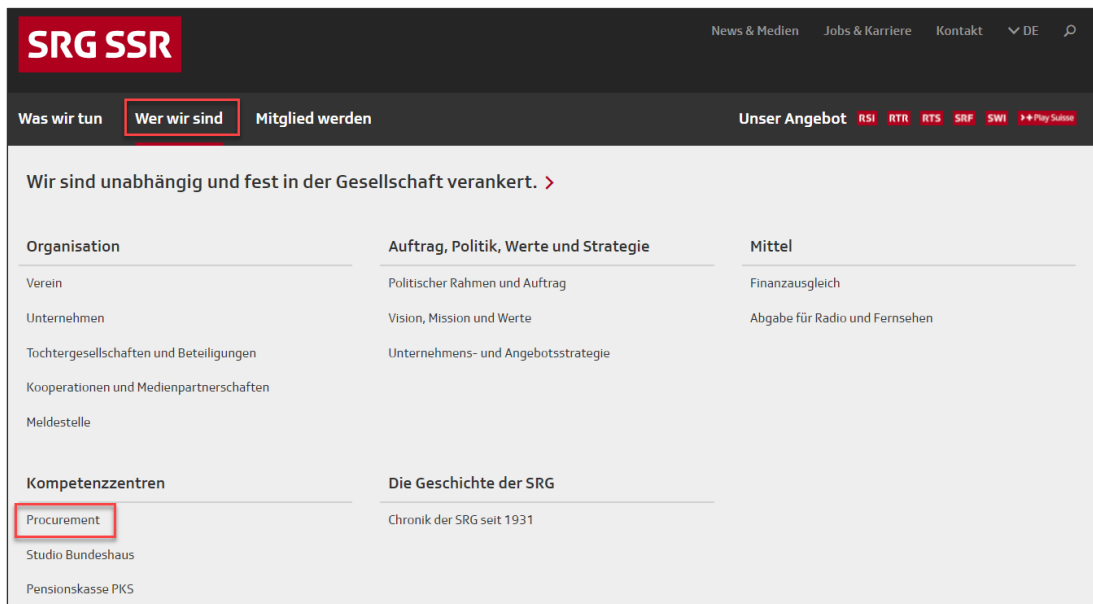 SRG SSR
News & Medien Jobs & Karriere Kontakt DE
Was wir tun Wer wir sind Mitglied werden Unser Angebot RSI RTR RTS SRF SWI Play Suisse
Wir sind unabhängig und fest in der Gesellschaft verankert.
Organisation
Verein
Unternehmen
Tochtergesellschaften und Beteiligungen
Kooperationen und Medienpartnerschaften
Meldestelle
Auftrag, Politik, Werte und Strategie
Politischer Rahmen und Auftrag
Vision, Mission und Werte
Unternehmens- und Angebotsstrategie
Mittel
Finanzausgleich
Abgabe für Radio und Fernsehen
Kompetenzzentren
Procurement
Studio Bundeshaus
Pensionskasse PKS
Die Geschichte der SRG
Chronik der SRG seit 1931